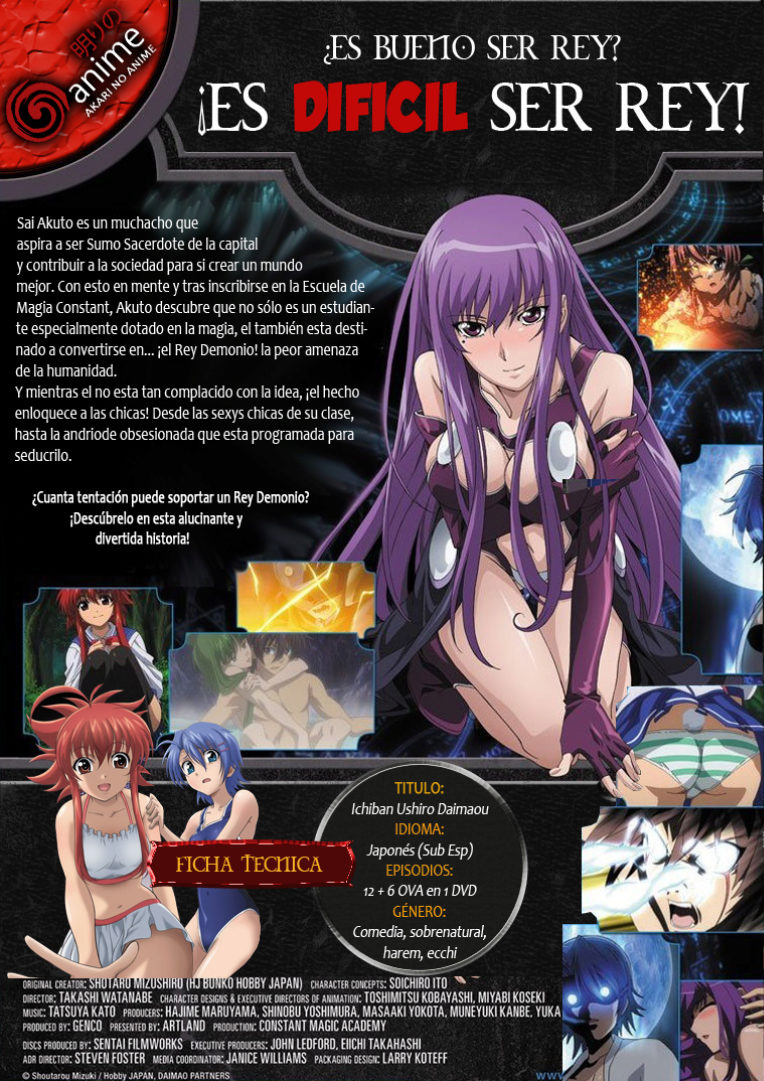 明りの
anime
AKARI NO ANIME
¿ES BUENO SER REY?
¡ES DIFICIL SER REY!
Sai Akuto es un muchacho que
aspira a ser Sumo Sacerdote de la capital
y contribuir a la sociedad para si crear un mundo
mejor. Con esto en mente y tras inscribirse en la Escuela de
Magia Constant, Akuto descubre que no sólo es un estudian-
te especialmente dotado en la magia, el también esta desti-
nado a convertirse en... ¡el Rey Demonio! la peor amenaza
de la humanidad.
Y mientras el no esta tan complacido con la idea, ¡el hecho
enloquece a las chicas! Desde las sexys chicas de su clase,
hasta la andriode obsesionada que esta programada para
seducrilo.
¿Cuanta tentación puede soportar un Rey Demonio?
¡Descúbrelo en esta alucinante y
divertida historia!
FICHA TECNICA
TITULO:
Ichiban Ushiro Daimaou
IDIOMA:
Japonés (Sub Esp)
EPISODIOS:
12 + 6 OVA en 1 DVD
GÉNERO:
Comedia, sobrenatural,
harem, ecchi
ORIGINAL CREATOR: SHOTARU MIZUSHIRO (HJ BUNKO HOBBY JAPAN) CHARACTER CONCEPTS: SOICHIRO ITO
DIRECTOR: TAKASHI WATANABE CHARACTER DESIGNS & EXECUTIVE DIRECTORS OF ANIMATION: TOSHIMITSU KOBAYASHI, MIYABI KOSEKI
MUSIC: TATSUYA KATO PRODUCERS: HAJIME MARUYAMA, SHINOBU YOSHIMURA, MASAAKI YOKOTA, MUNEYUKI KANBE, YUKA
PRODUCED BY: GENCO PRESENTED BY: ARTLAND PRODUCTION: CONSTANT MAGIC ACADEMY
DISCS PRODUCED BY: SENTAI FILMWORKS EXECUTIVE PRODUCERS: JOHN LEDFORD, EIICHI TAKAHASHI
ADR DIRECTOR: STEVEN FOSTER MEDIA COORDINATOR: JANICE WILLIAMS PACKAGING DESIGN: LARRY KOTEFF
© Shoutarou Mizuki / Hobby JAPAN, DAIMAO PARTNERS
www